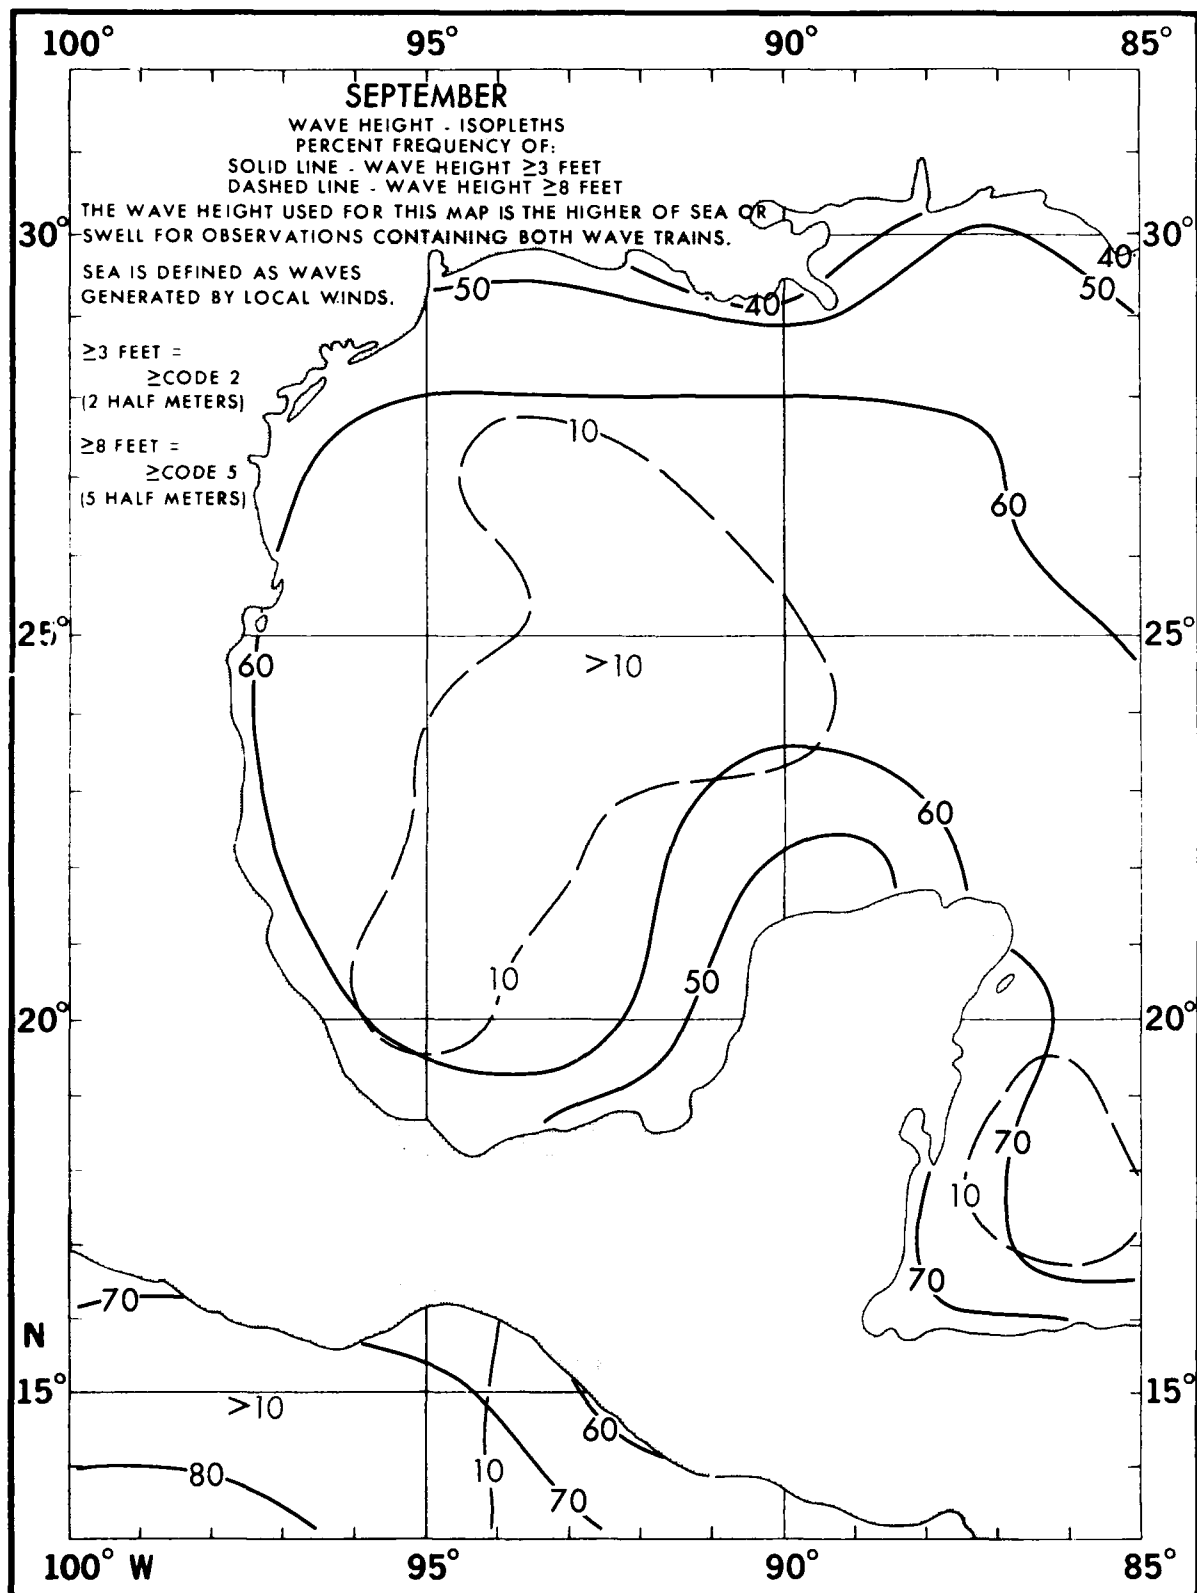 100° 95° 90° 85°
SEPTEMBER
WAVE HEIGHT - ISOPLETHS
PERCENT FREQUENCY OF:
SOLID LINE - WAVE HEIGHT ≥3 FEET
DASHED LINE - WAVE HEIGHT ≥8 FEET
THE WAVE HEIGHT USED FOR THIS MAP IS THE HIGHER OF SEA OR
30° SWELL FOR OBSERVATIONS CONTAINING BOTH WAVE TRAINS. 30°
40
SEA IS DEFINED AS WAVES
GENERATED BY LOCAL WINDS.
50 40 50
≥3 FEET =
≥CODE 2
(2 HALF METERS)
10
≥8 FEET =
≥CODE 5
(5 HALF METERS)
60
25° 25°
60 >10
60
10 50
20° 20°
70
10
70
70
N
15° 15°
>10
60
80 10
70
100° W 95° 90° 85°